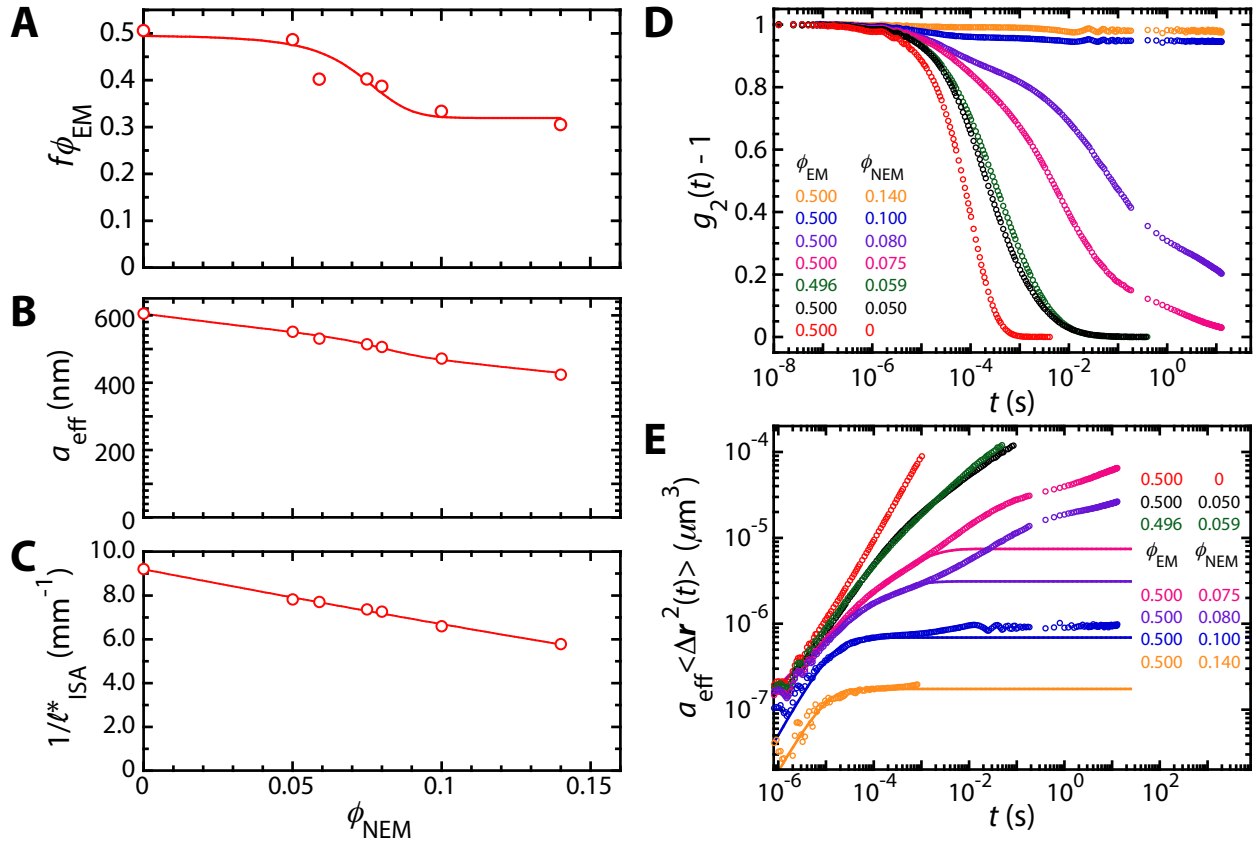 A
0.5
0.4
0.3
0.2
0.1
0
fϕEM
B
600
400
200
0
aeff (nm)
C
10.0
8.0
6.0
4.0
2.0
0.0
1/ℓ*ISA (mm⁻¹)
0 0.05 0.10 0.15
ϕNEM
D
1
0.8
0.6
0.4
0.2
0
g₂(t) - 1
ϕEM ϕNEM
0.500 0.140
0.500 0.100
0.500 0.080
0.500 0.075
0.496 0.059
0.500 0.050
0.500 0
10⁻⁸ 10⁻⁶ 10⁻⁴ 10⁻² 10⁰
t (s)
E
10⁻⁴
10⁻⁵
10⁻⁶
10⁻⁷
aeff <Δr²(t)> (μm³)
0.500 0
0.500 0.050
0.496 0.059
ϕEM ϕNEM
0.500 0.075
0.500 0.080
0.500 0.100
0.500 0.140
10⁻⁶ 10⁻⁴ 10⁻² 10⁰ 10²
t (s)